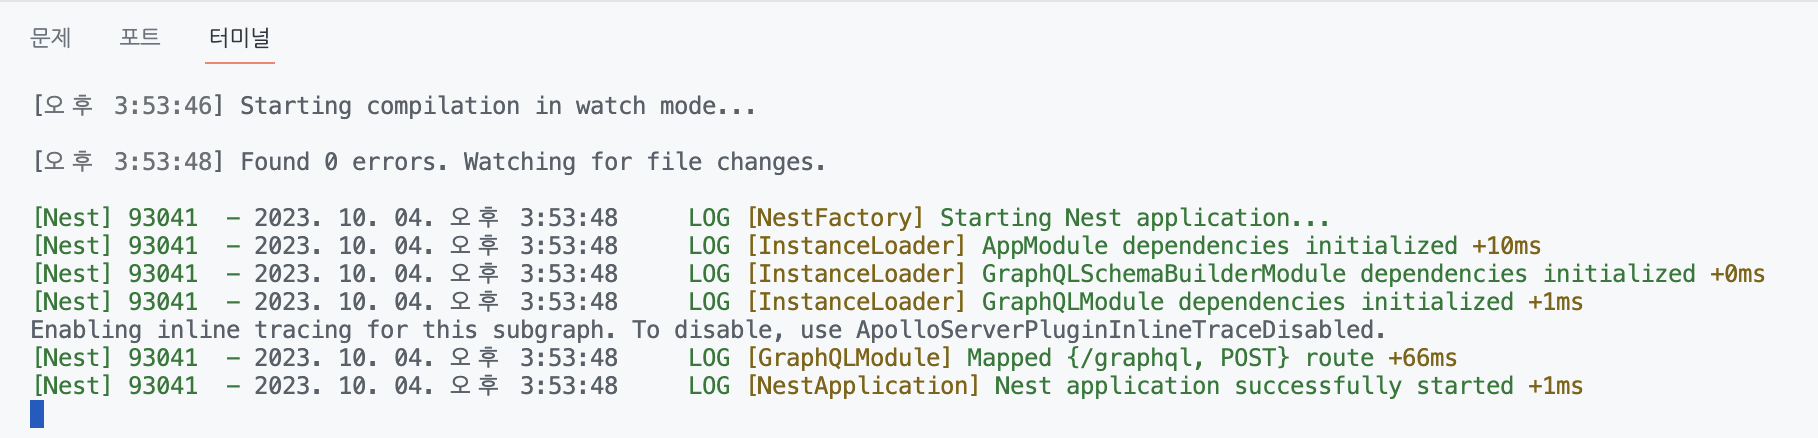 문제 포트 터미널
[오후 3:53:46] Starting compilation in watch mode...
[오후 3:53:48] Found 0 errors. Watching for file changes.
[Nest] 93041  - 2023. 10. 04. 오후 3:53:48     LOG [NestFactory] Starting Nest application...
[Nest] 93041  - 2023. 10. 04. 오후 3:53:48     LOG [InstanceLoader] AppModule dependencies initialized +10ms
[Nest] 93041  - 2023. 10. 04. 오후 3:53:48     LOG [InstanceLoader] GraphQLSchemaBuilderModule dependencies initialized +0ms
[Nest] 93041  - 2023. 10. 04. 오후 3:53:48     LOG [InstanceLoader] GraphQLModule dependencies initialized +1ms
Enabling inline tracing for this subgraph. To disable, use ApolloServerPluginInlineTraceDisabled.
[Nest] 93041  - 2023. 10. 04. 오후 3:53:48     LOG [GraphQLModule] Mapped {/graphql, POST} route +66ms
[Nest] 93041  - 2023. 10. 04. 오후 3:53:48     LOG [NestApplication] Nest application successfully started +1ms